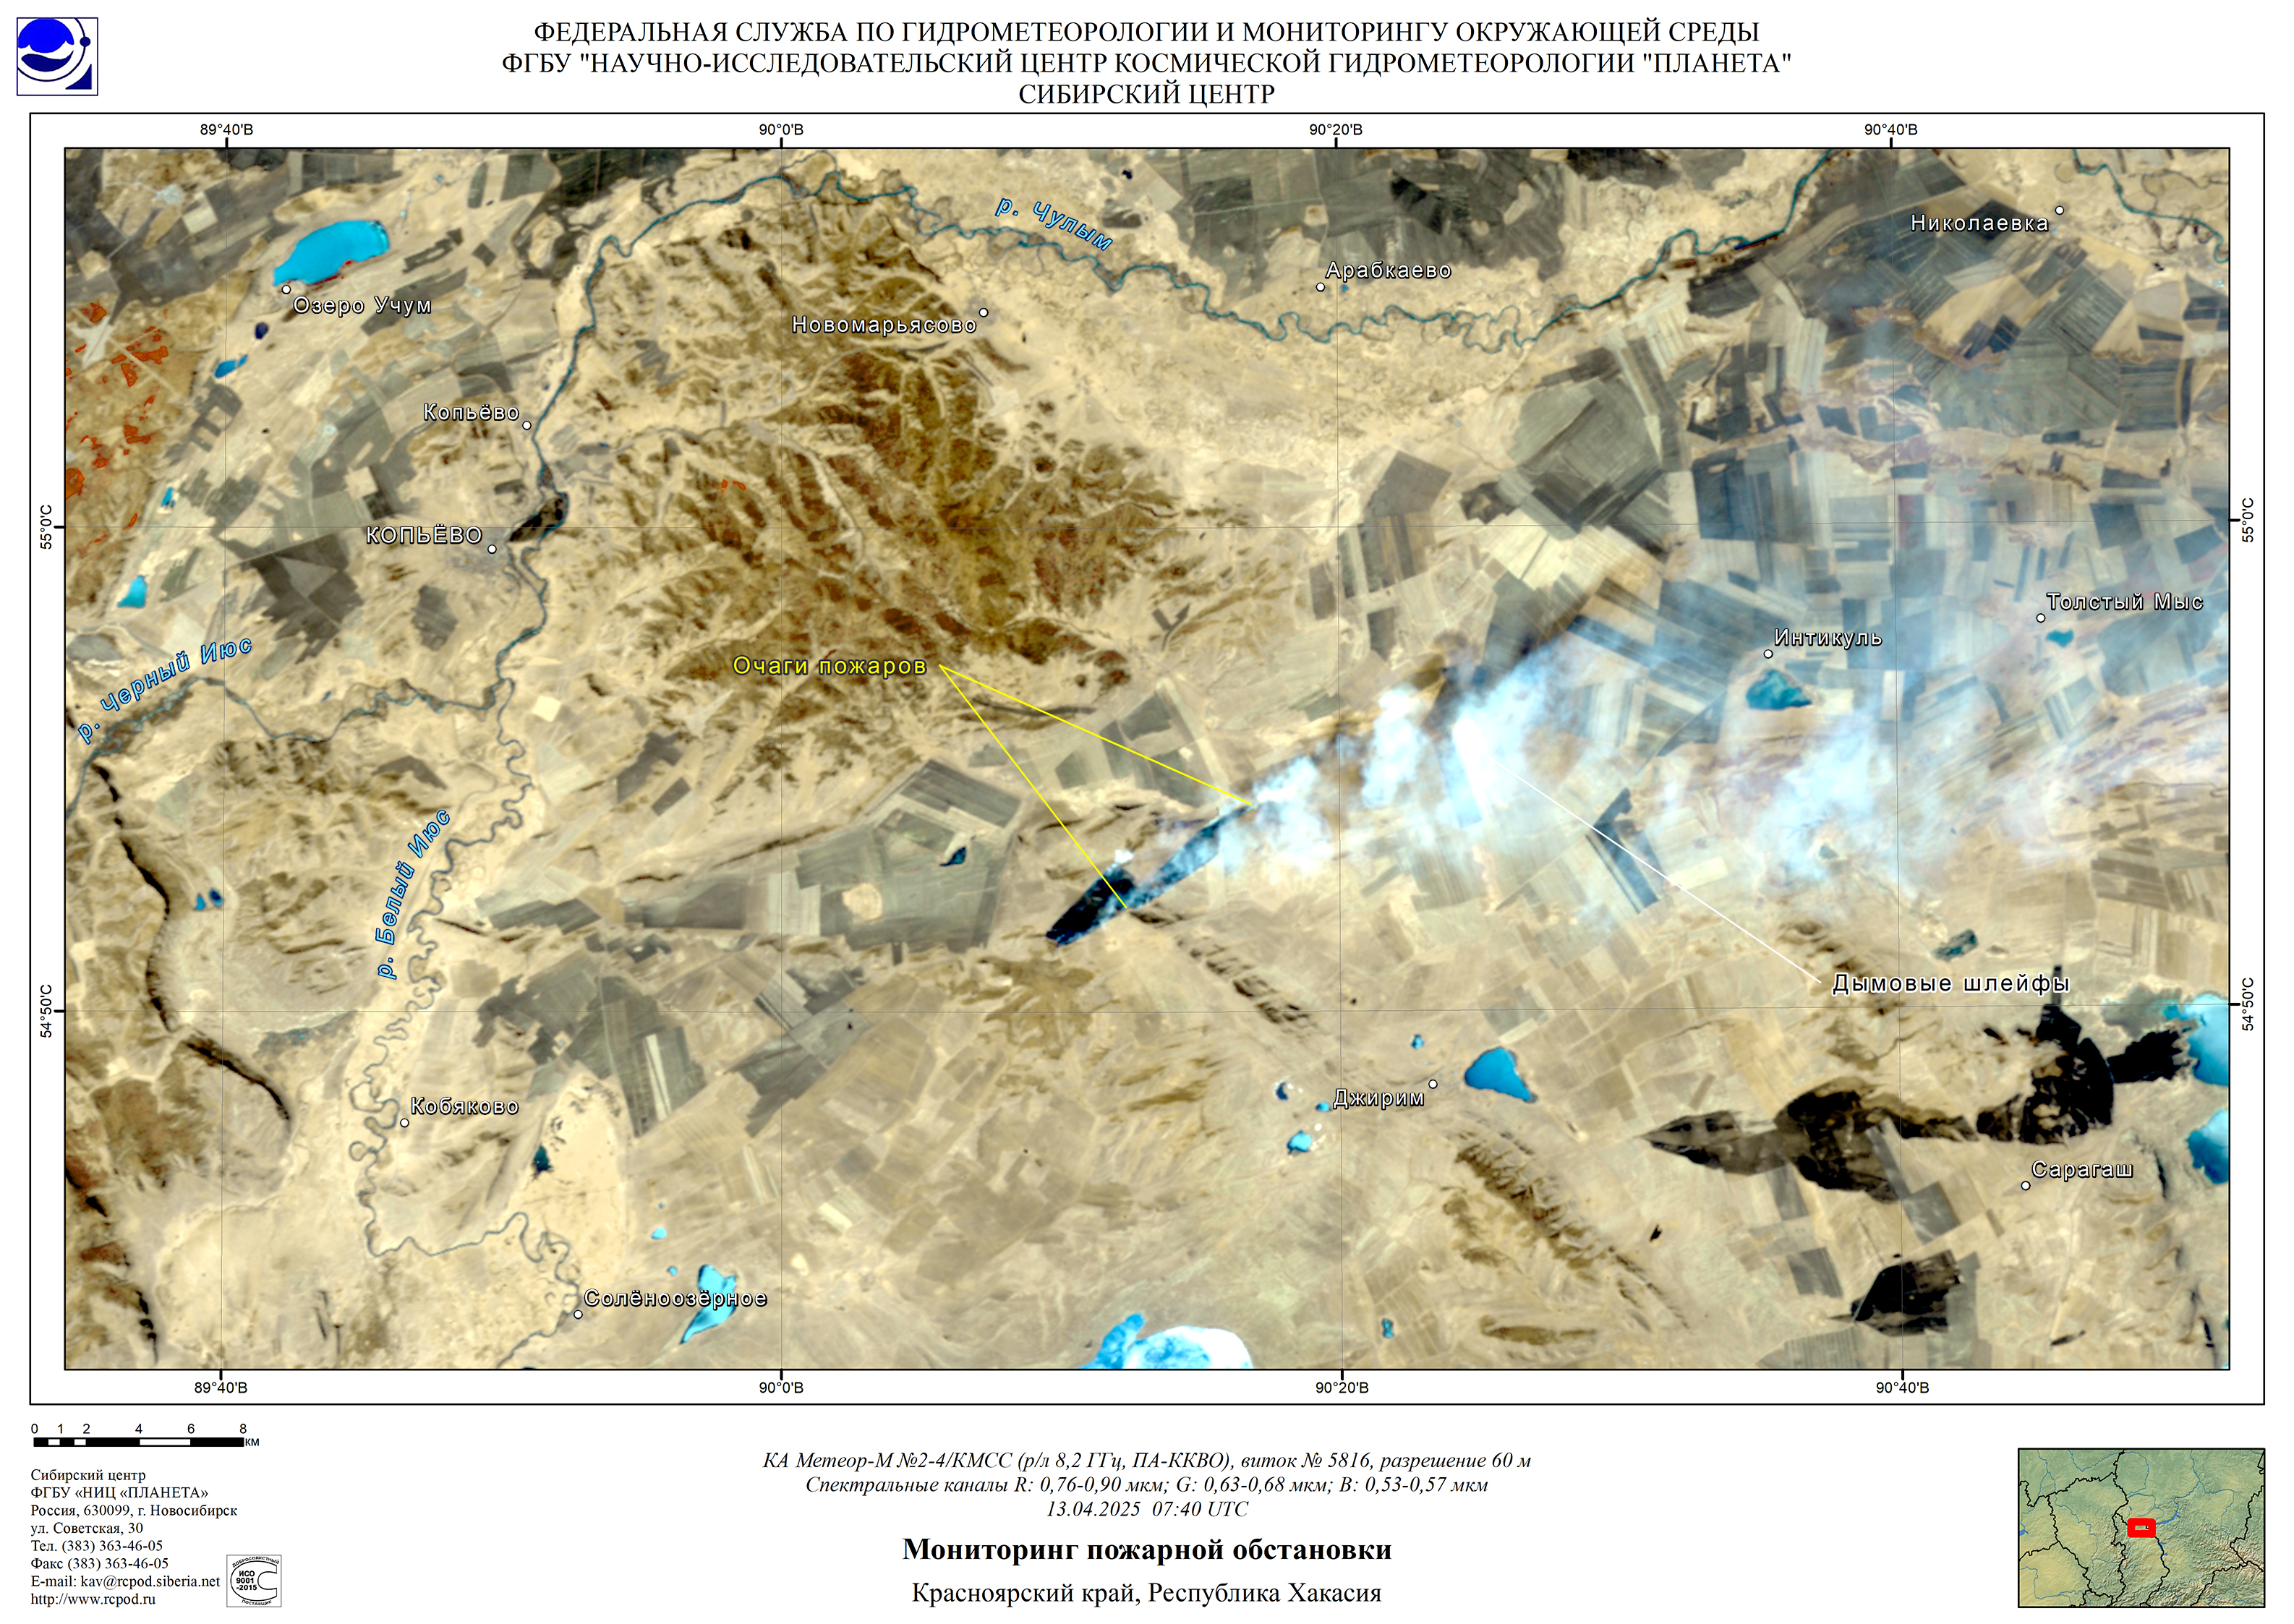 ФЕДЕРАЛЬНАЯ СЛУЖБА ПО ГИДРОМЕТЕОРОЛОГИИ И МОНИТОРИНГУ ОКРУЖАЮЩЕЙ СРЕДЫ
ФГБУ "НАУЧНО-ИССЛЕДОВАТЕЛЬСКИЙ ЦЕНТР КОСМИЧЕСКОЙ ГИДРОМЕТЕОРОЛОГИИ "ПЛАНЕТА"
СИБИРСКИЙ ЦЕНТР
89°40'В 90°0'В 90°20'В 90°40'В
р. Чулым
Николаевка
Арабкаево
Озеро Учум
Новомарьясово
Копьёво
55°0'С
55°0'С
КОПЬЁВО
Толстый Мыс
Интикуль
р. Черный Июс
Очаги пожаров
р. Белый Июс
Дымовые шлейфы
54°50'С
54°50'С
Джирим
Кобяково
Сарагаш
Солёноозёрное
89°40'В 90°0'В 90°20'В 90°40'В
0 1 2 4 6 8
км
КА Метеор-М №2-4/КМСС (р/л 8,2 ГГц, ПА-ККВО), виток № 5816, разрешение 60 м
Спектральные каналы R: 0,76-0,90 мкм; G: 0,63-0,68 мкм; B: 0,53-0,57 мкм
13.04.2025 07:40 UTC
Мониторинг пожарной обстановки
Красноярский край, Республика Хакасия
Сибирский центр
ФГБУ «НИЦ «ПЛАНЕТА»
Россия, 630099, г. Новосибирск
ул. Советская, 30
Тел. (383) 363-46-05
Факс (383) 363-46-05
E-mail: kav@rcpod.siberia.net
http://www.rcpod.ru
ДОБРОСОВЕСТНЫЙ
ИСО
9001
-2015
ПОСТАВЩИК